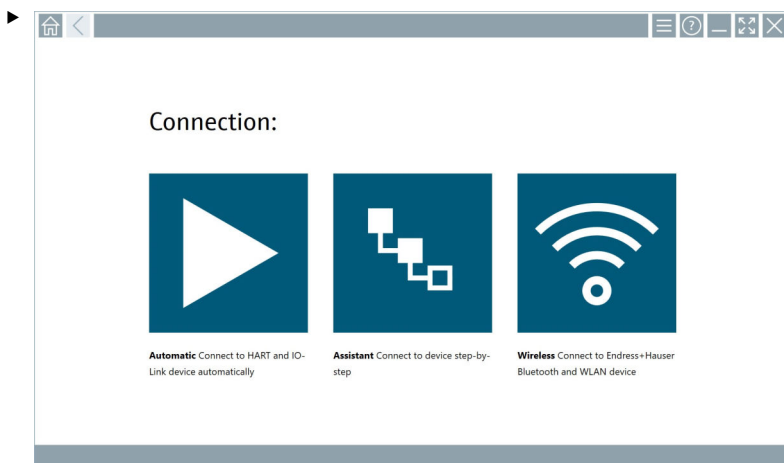 Connection:
Automatic Connect to HART and IO-
Link device automatically
Assistant Connect to device step-by-
step
Wireless Connect to Endress+Hauser
Bluetooth and WLAN device